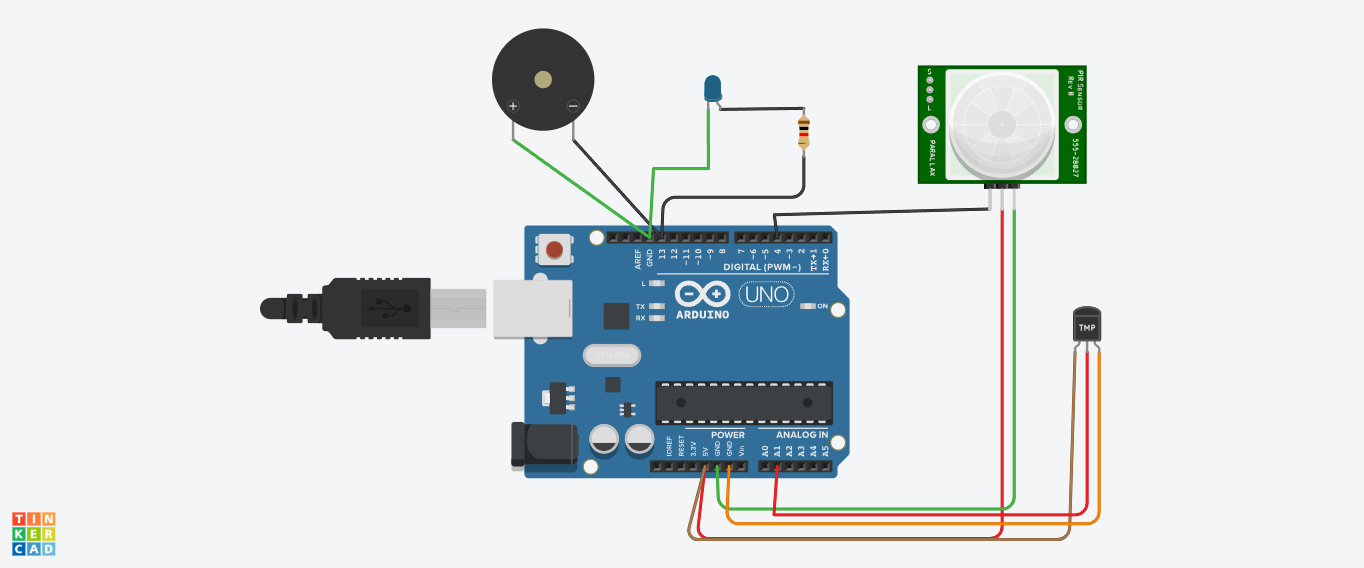 +
−
S
L
PIR SENSOR
Rev B
PARALLAX
555-28027
AREF
GND
13
12
~11
~10
~9
8
7
~6
~5
4
~3
2
TX→1
RX←0
DIGITAL (PWM~)
L
TX
RX
ARDUINO
UNO
ON
TMP
POWER
ANALOG IN
IOREF
RESET
3.3V
5V
GND
GND
Vin
A0
A1
A2
A3
A4
A5
TIN
KER
CAD